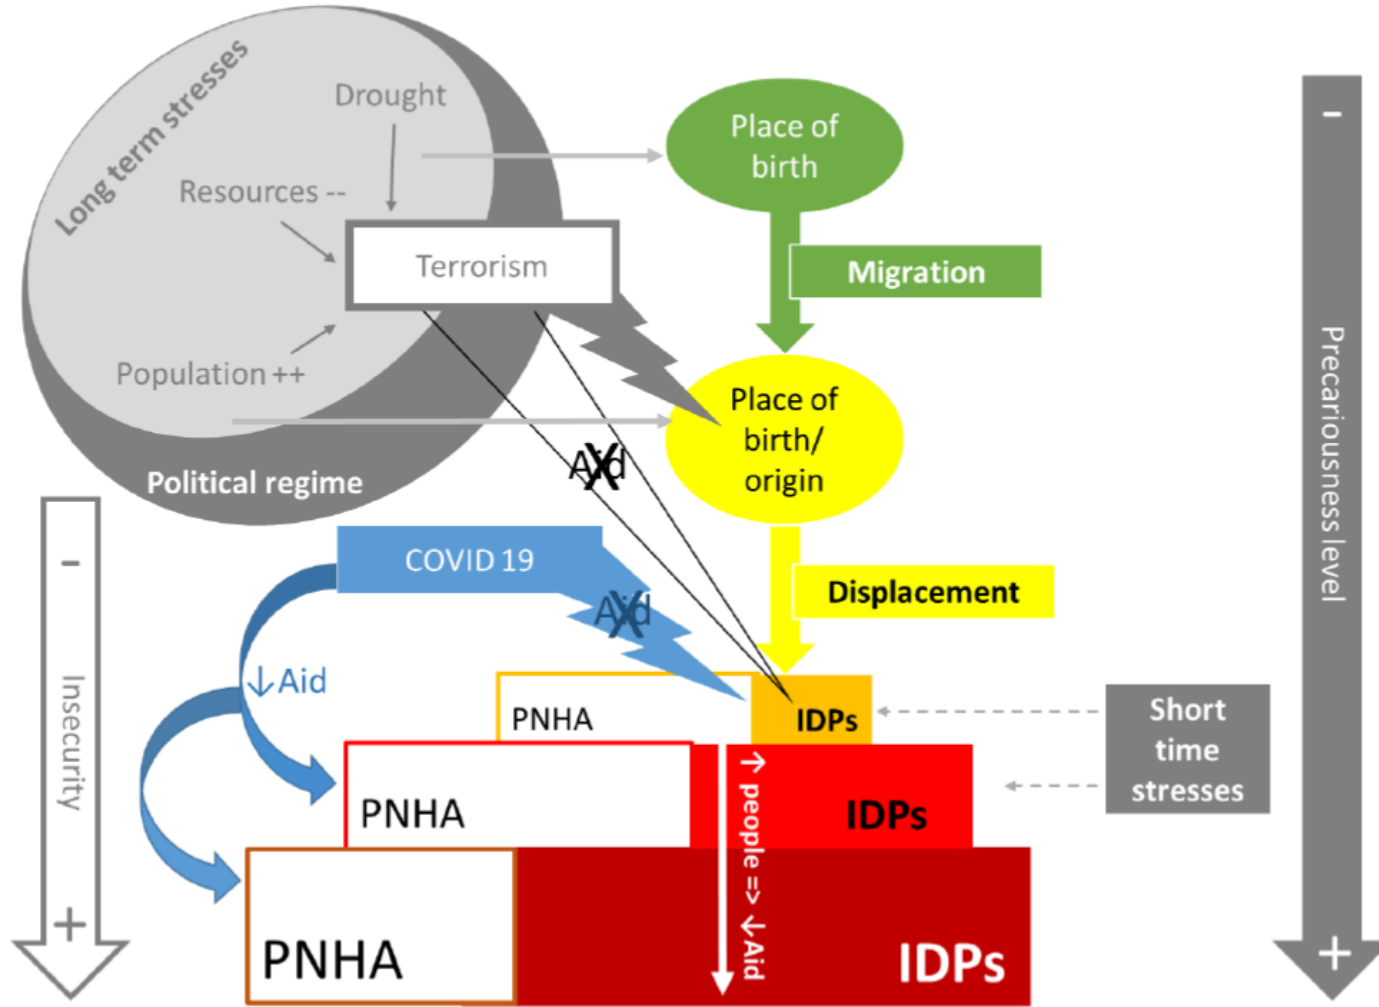 Long term stresses
Drought
Resources --
Terrorism
Population ++
Political regime
Place of
birth
Migration
Place of
birth/
origin
Aid
X
Displacement
COVID 19
Aid
X
↓Aid
-
Insecurity
+
-
Precariousness level
+
PNHA
IDPs
Short
time
stresses
PNHA
IDPs
↑ people => ↓Aid
PNHA
IDPs